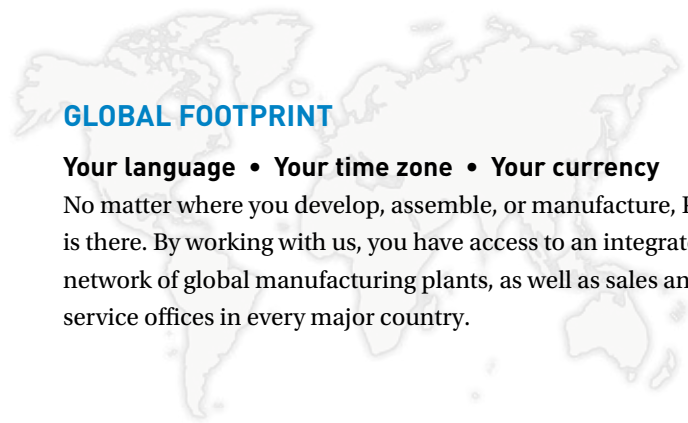 GLOBAL FOOTPRINT
Your language • Your time zone • Your currency
No matter where you develop, assemble, or manufacture,
is there. By working with us, you have access to an
network of global manufacturing plants, as well as sales
service offices in every major country.